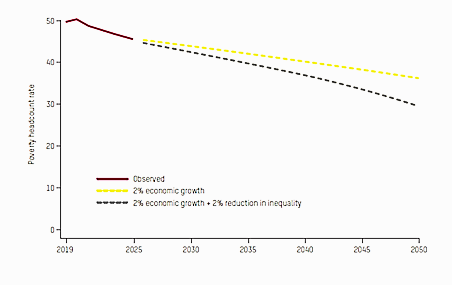 50
40
30
20
10
0
Poverty headcount rate
Observed
2% economic growth
2% economic growth + 2% reduction in inequality
2019 2025 2030 2035 2040 2045 2050